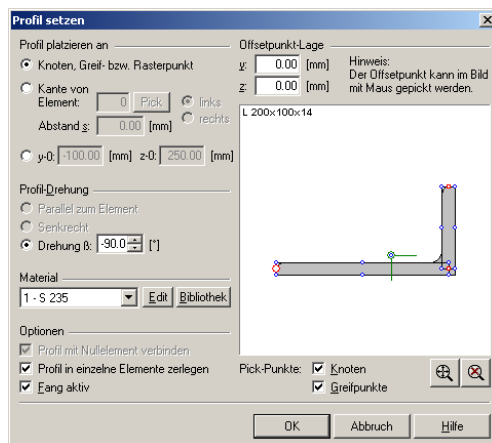 Profil setzen
Profil platzieren an
Knoten, Greif- bzw. Rasterpunkt
Kante von
Element: 0 Pick links
rechts
Abstand s: 0.00 [mm]
y-0: -100.00 [mm] z-0: 250.00 [mm]
Profil-Drehung
Parallel zum Element
Senkrecht
Drehung ß: -90.0 [°]
Material
1 - S 235 Edit Bibliothek
Optionen
Profil mit Nullelement verbinden
Profil in einzelne Elemente zerlegen
Fang aktiv
Offsetpunkt-Lage
y: 0.00 [mm]
z: 0.00 [mm]
Hinweis:
Der Offsetpunkt kann im Bild
mit Maus gepickt werden.
L 200x100x14
Pick-Punkte: Knoten
Greifpunkte
OK Abbruch Hilfe